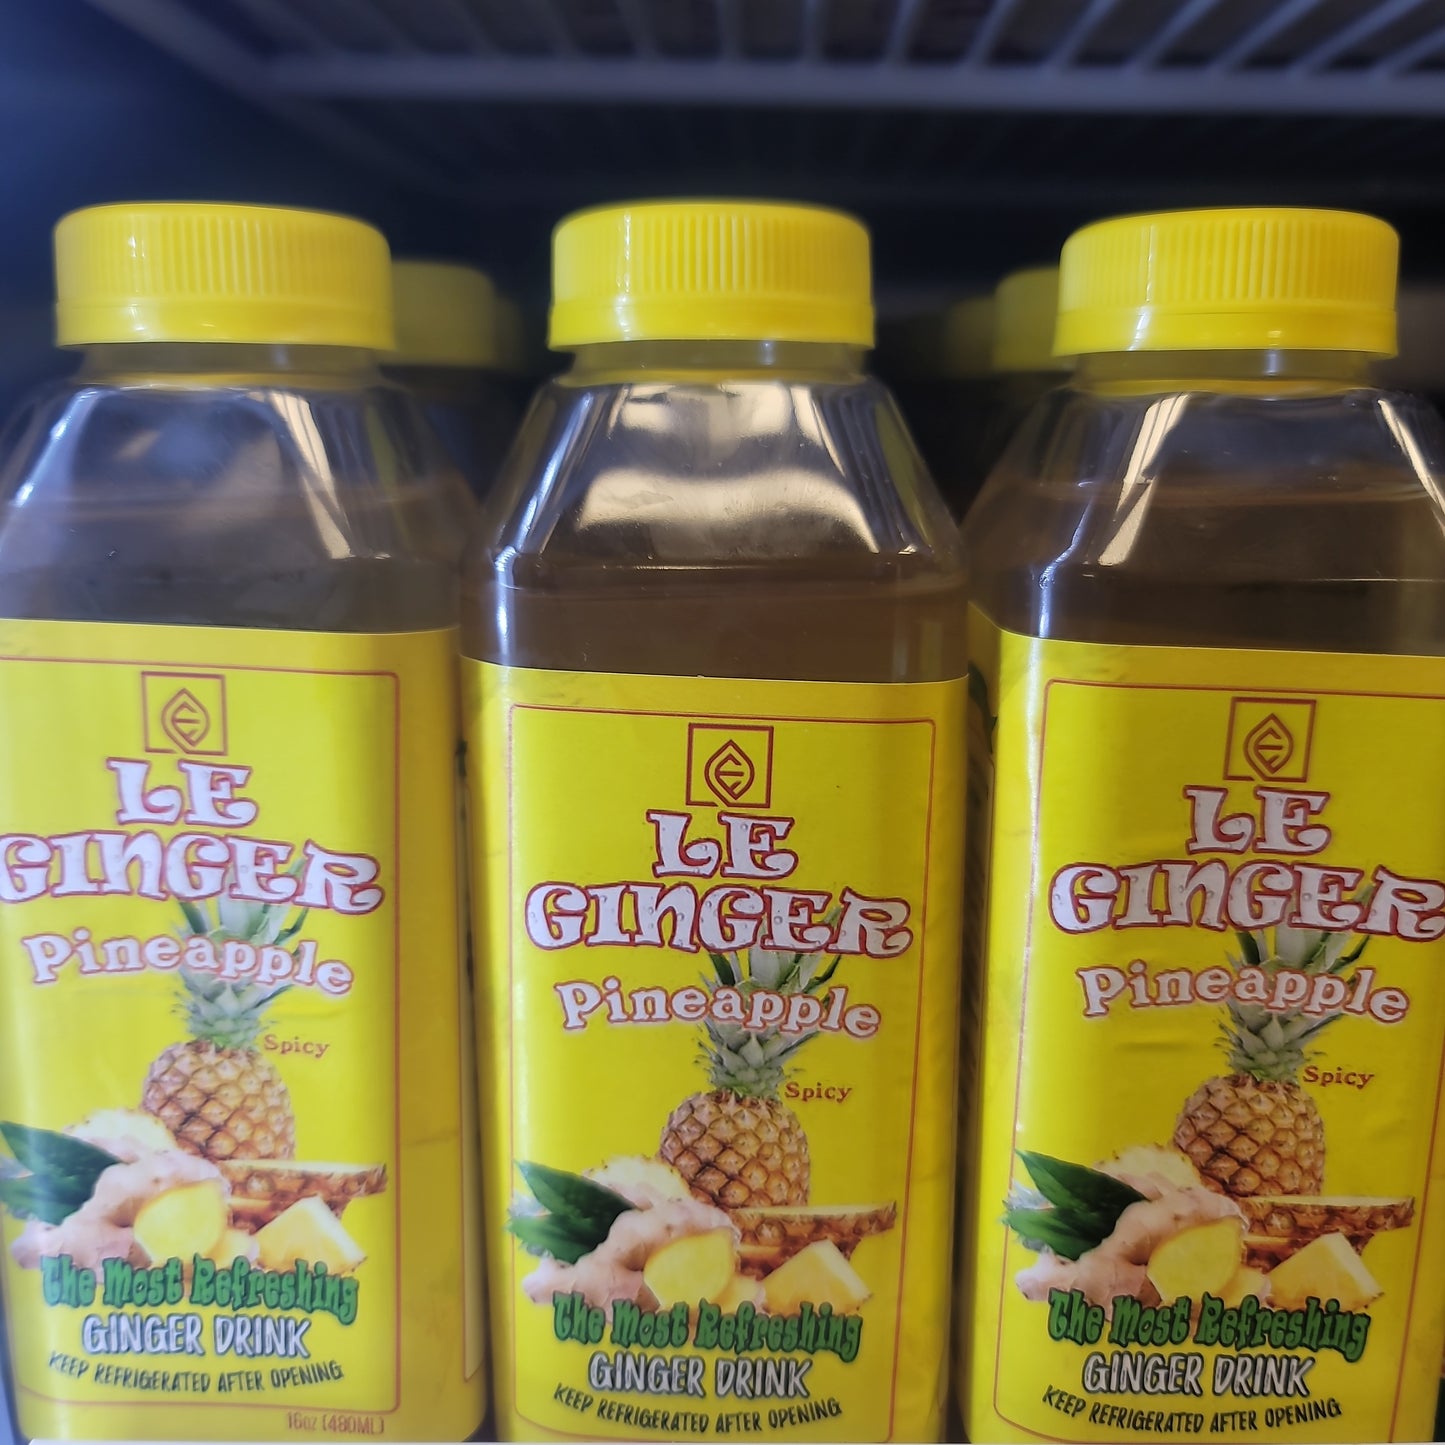 LE
GINGER
Pineapple
Spicy
The Most Refreshing
GINGER DRINK
KEEP REFRIGERATED AFTER OPENING
16oz (480ML)
LE
GINGER
Pineapple
Spicy
The Most Refreshing
GINGER DRINK
KEEP REFRIGERATED AFTER OPENING
LE
GINGER
Pineapple
Spicy
The Most Refreshing
GINGER DRINK
KEEP REFRIGERATED AFTER OPENING